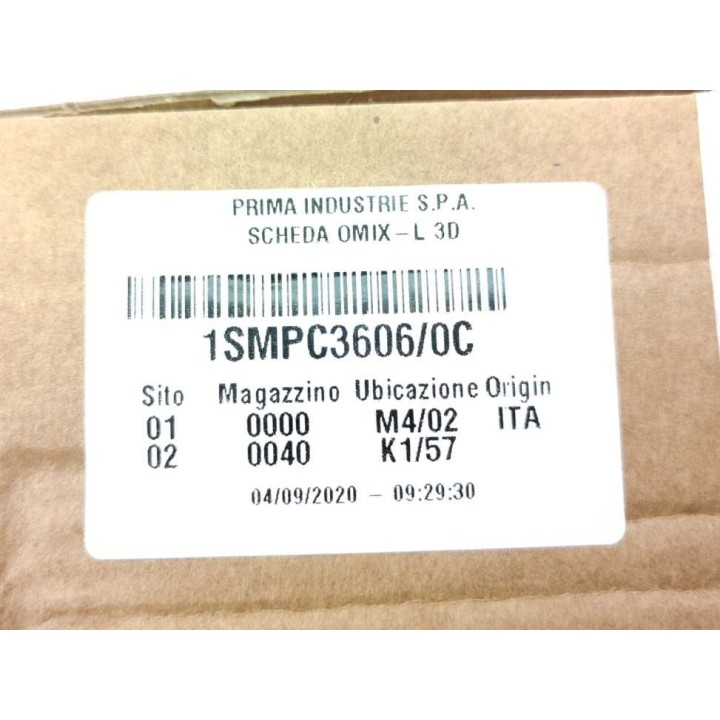 PRIMA INDUSTRIE S.P.A.
SCHEDA OMIX-L 3D
1SMPC3606/0C
Sito Magazzino Ubicazione Origin
01 0000 M4/02 ITA
02 0040 K1/57
04/09/2020 - 09:29:30